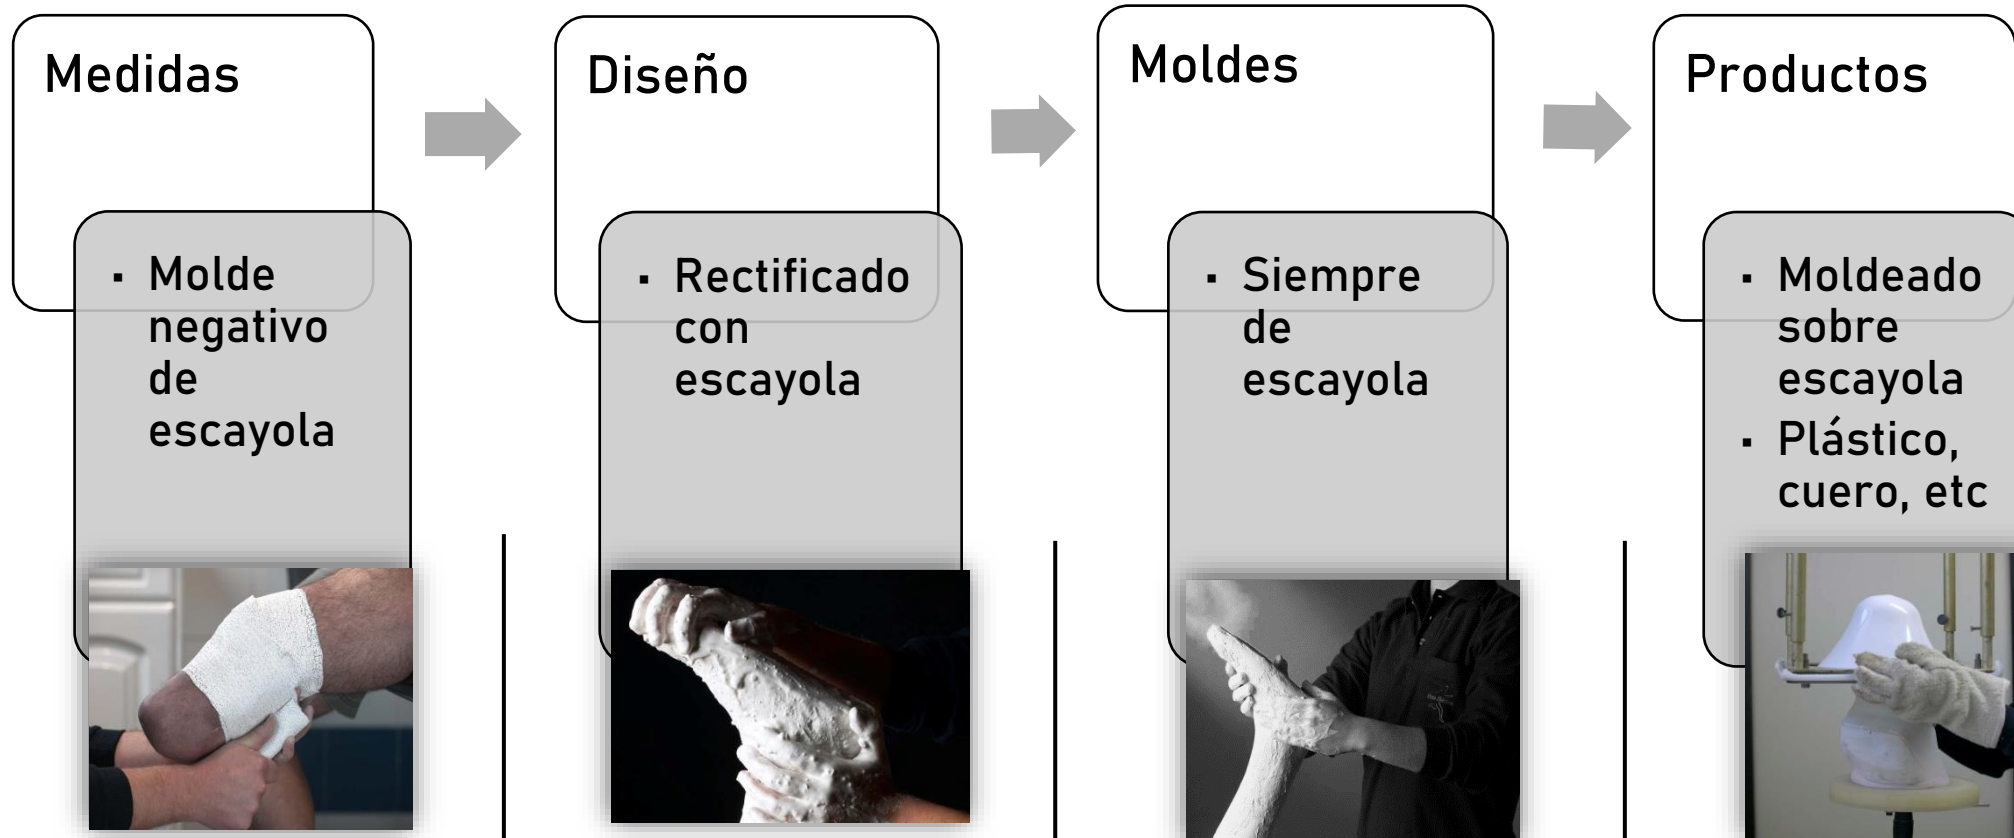 Medidas
▪ Molde
negativo
de
escayola
Diseño
▪ Rectificado
con
escayola
Moldes
▪ Siempre
de
escayola
Productos
▪ Moldeado
sobre
escayola
▪ Plástico,
cuero, etc